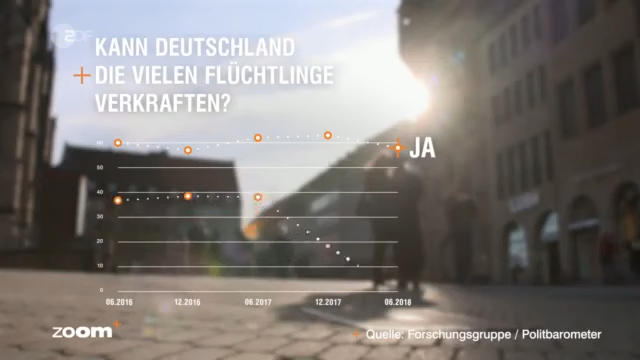 ZDF
KANN DEUTSCHLAND
+ DIE VIELEN FLÜCHTLINGE
VERKRAFTEN?
60
JA
50
40
30
20
10
0
06.2016 12.2016 06.2017 12.2017 06.2018
zoom+
+ Quelle: Forschungsgruppe / Politbarometer